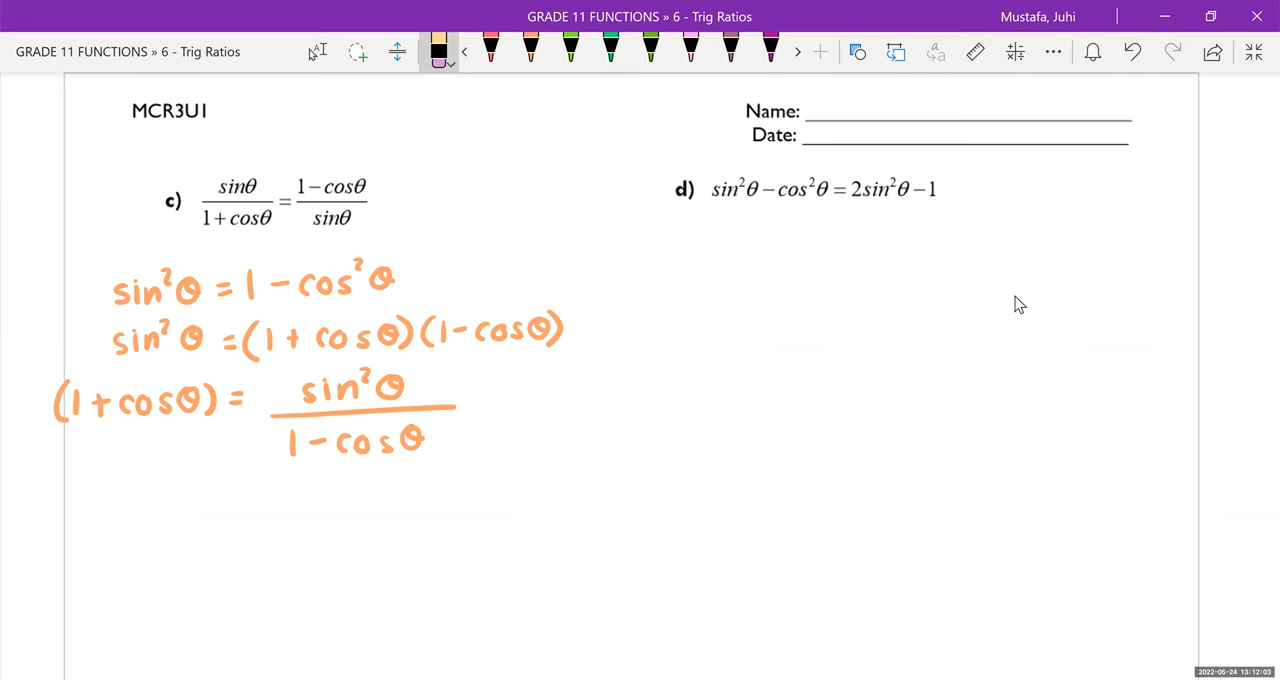 GRADE 11 FUNCTIONS » 6 - Trig Ratios
Mustafa, Juhi
GRADE 11 FUNCTIONS » 6 - Trig Ratios
MCR3U1
Name: ____________________
Date: ____________________
c) sinθ/(1+cosθ) = (1−cosθ)/sinθ
d) sin²θ − cos²θ = 2sin²θ − 1
sin²θ = 1 − cos²θ
sin²θ = (1 + cosθ)(1 − cosθ)
(1 + cosθ) = sin²θ/(1 − cosθ)
2022-05-24 13:12:03